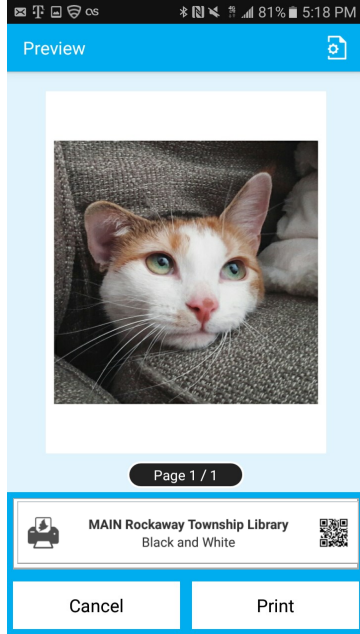 81% 5:18 PM
Preview
Page 1 / 1
MAIN Rockaway Township Library
Black and White
Cancel
Print